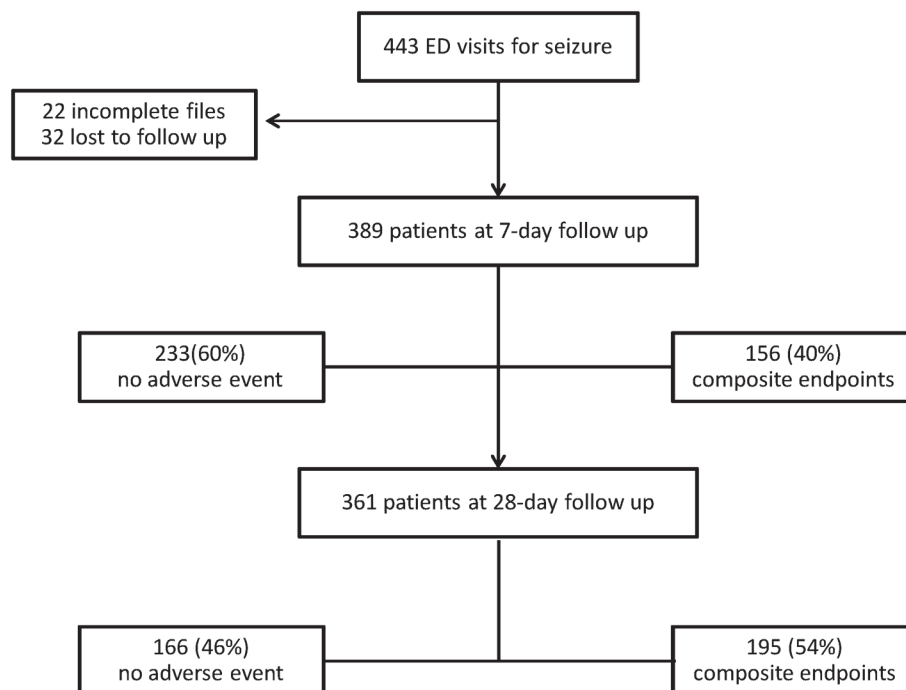 443 ED visits for seizure
22 incomplete files
32 lost to follow up
389 patients at 7-day follow up
233(60%)
no adverse event
156 (40%)
composite endpoints
361 patients at 28-day follow up
166 (46%)
no adverse event
195 (54%)
composite endpoints